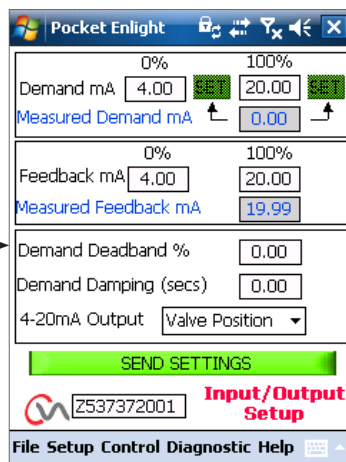 Pocket Enlight
0% 100%
Demand mA 4.00 SET 20.00 SET
Measured Demand mA 0.00
0% 100%
Feedback mA 4.00 20.00
Measured Feedback mA 19.99
Demand Deadband % 0.00
Demand Damping (secs) 0.00
4-20mA Output Valve Position
SEND SETTINGS
Z537372001 Input/Output
Setup
File Setup Control Diagnostic Help